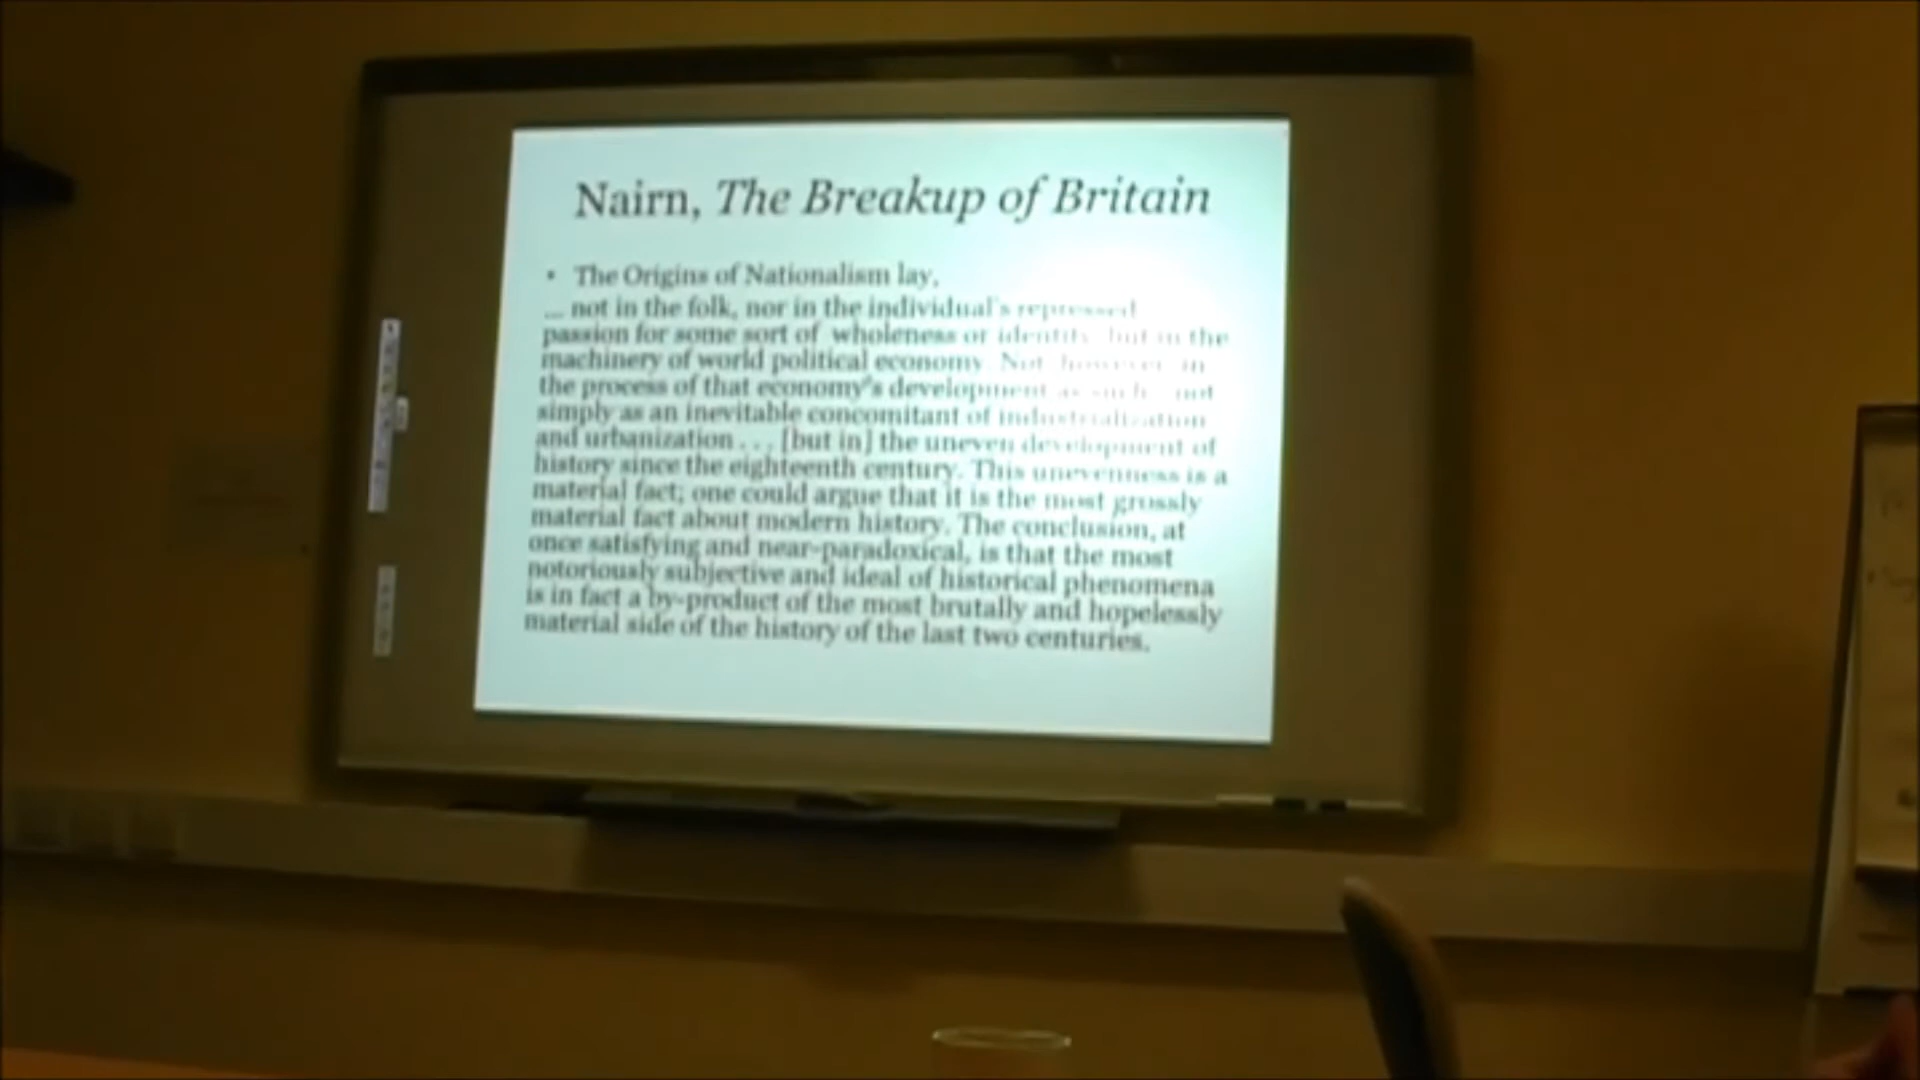 Nairn, The Breakup of Britain
• The Origins of Nationalism lay,
... not in the folk, nor in the individual's repressed
passion for some sort of wholeness or identity, but in the
machinery of world political economy. Not, however, in
the process of that economy's development as such – not
simply as an inevitable concomitant of industrialization
and urbanization . . . [but in] the uneven development of
history since the eighteenth century. This unevenness is a
material fact; one could argue that it is the most grossly
material fact about modern history. The conclusion, at
once satisfying and near-paradoxical, is that the most
notoriously subjective and ideal of historical phenomena
is in fact a by-product of the most brutally and hopelessly
material side of the history of the last two centuries.